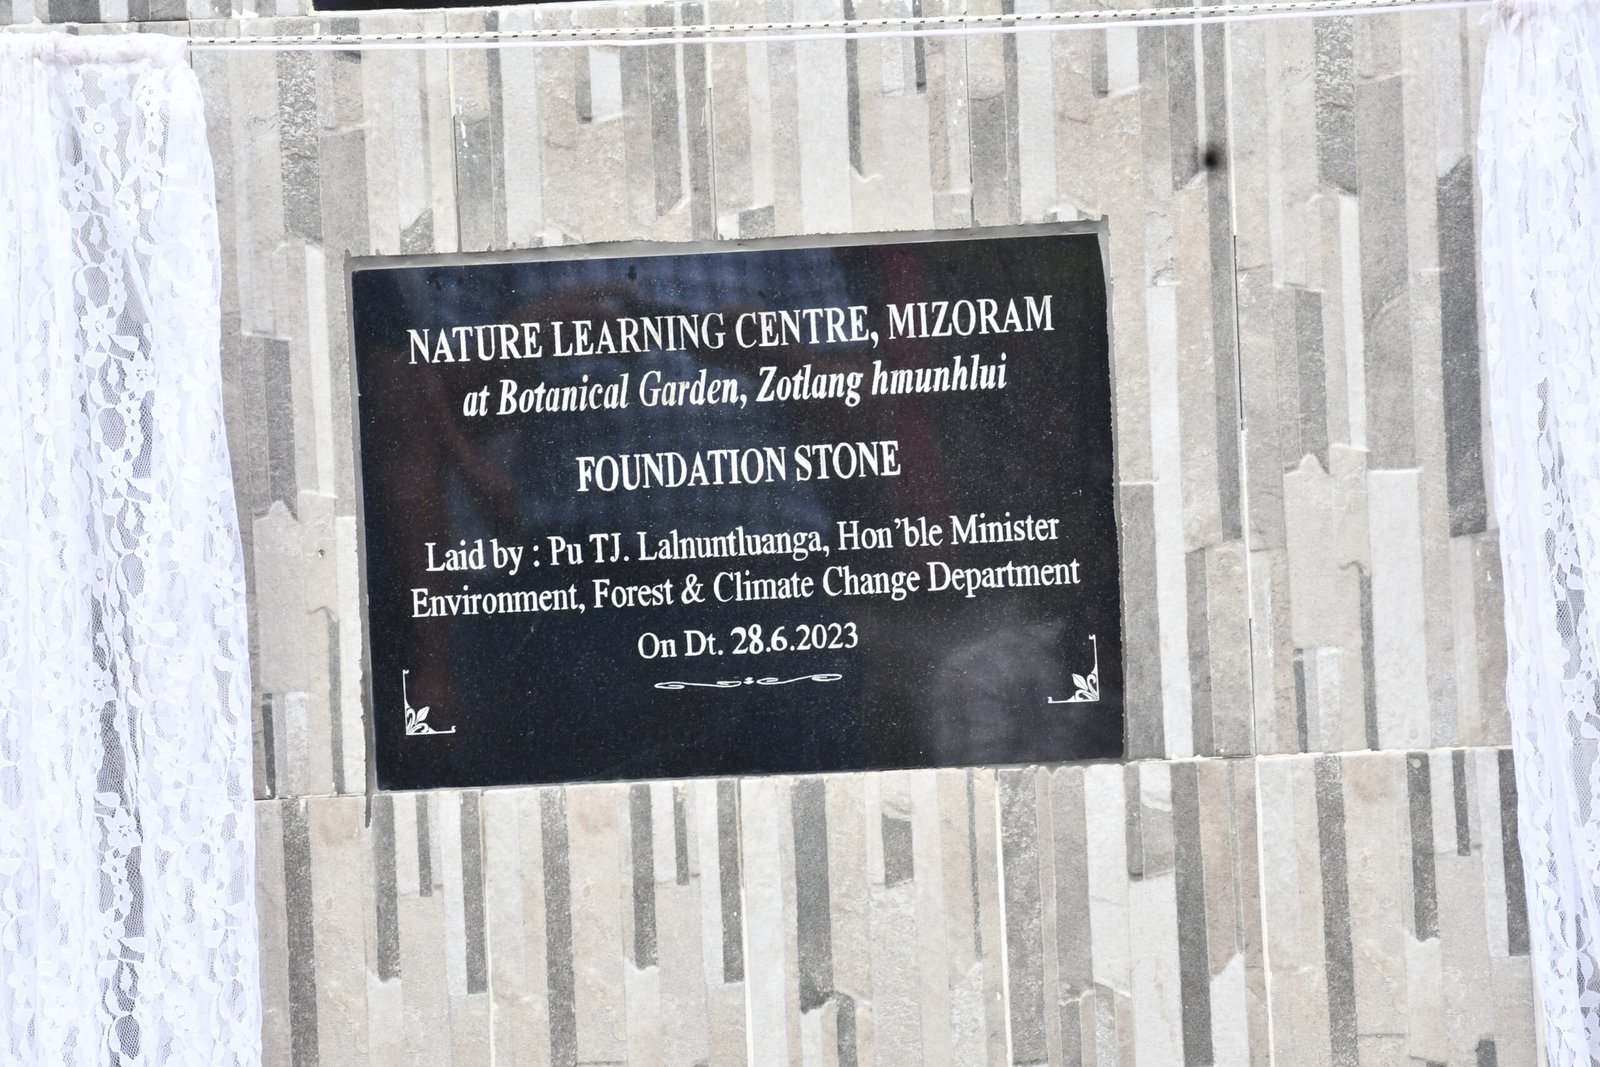 NATURE LEARNING CENTRE, MIZORAM
at Botanical Garden, Zotlang hmunhlui
FOUNDATION STONE
Laid by : Pu TJ. Lalnuntluanga, Hon'ble Minister
Environment, Forest & Climate Change Department
On Dt. 28.6.2023